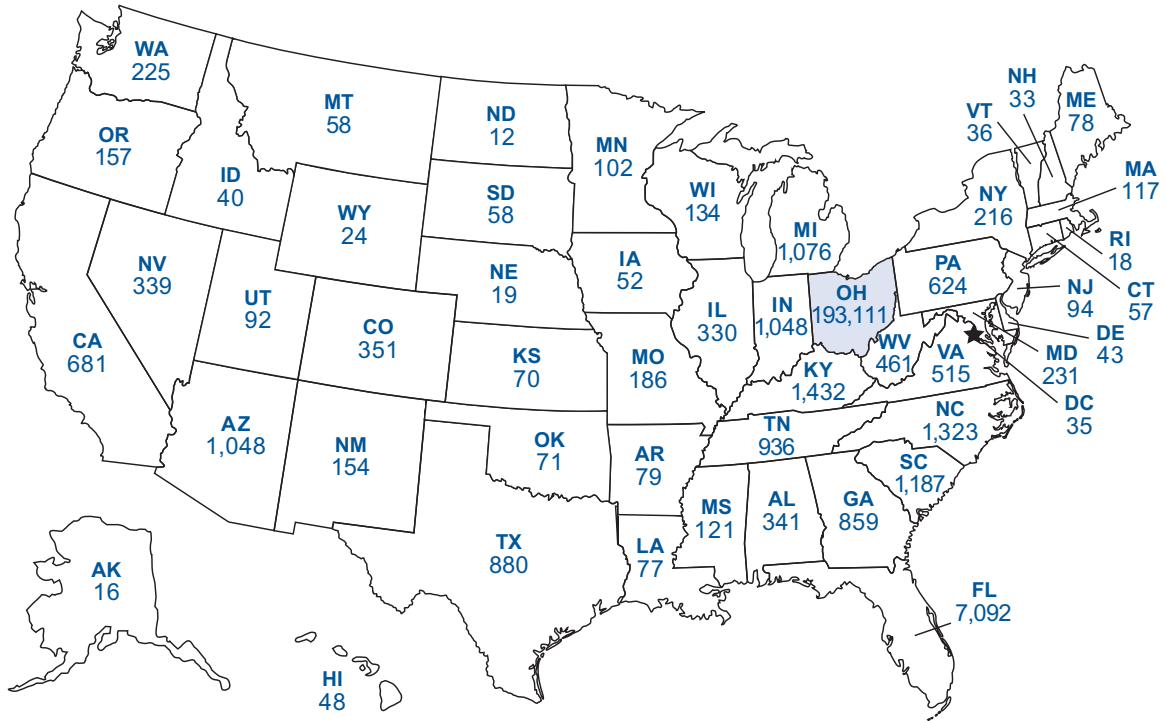 WA
225
MT
58
ND
12
MN
102
OR
157
ID
40
WY
24
SD
58
WI
134
MI
1,076
NY
216
VT
36
NH
33
ME
78
MA
117
RI
18
CT
57
NJ
94
DE
43
MD
231
DC
35
NV
339
UT
92
CA
681
CO
351
NE
19
IA
52
IL
330
IN
1,048
OH
193,111
PA
624
WV
461
VA
515
KS
70
MO
186
KY
1,432
AZ
1,048
NM
154
OK
71
AR
79
TN
936
NC
1,323
SC
1,187
MS
121
AL
341
GA
859
TX
880
LA
77
FL
7,092
AK
16
HI
48